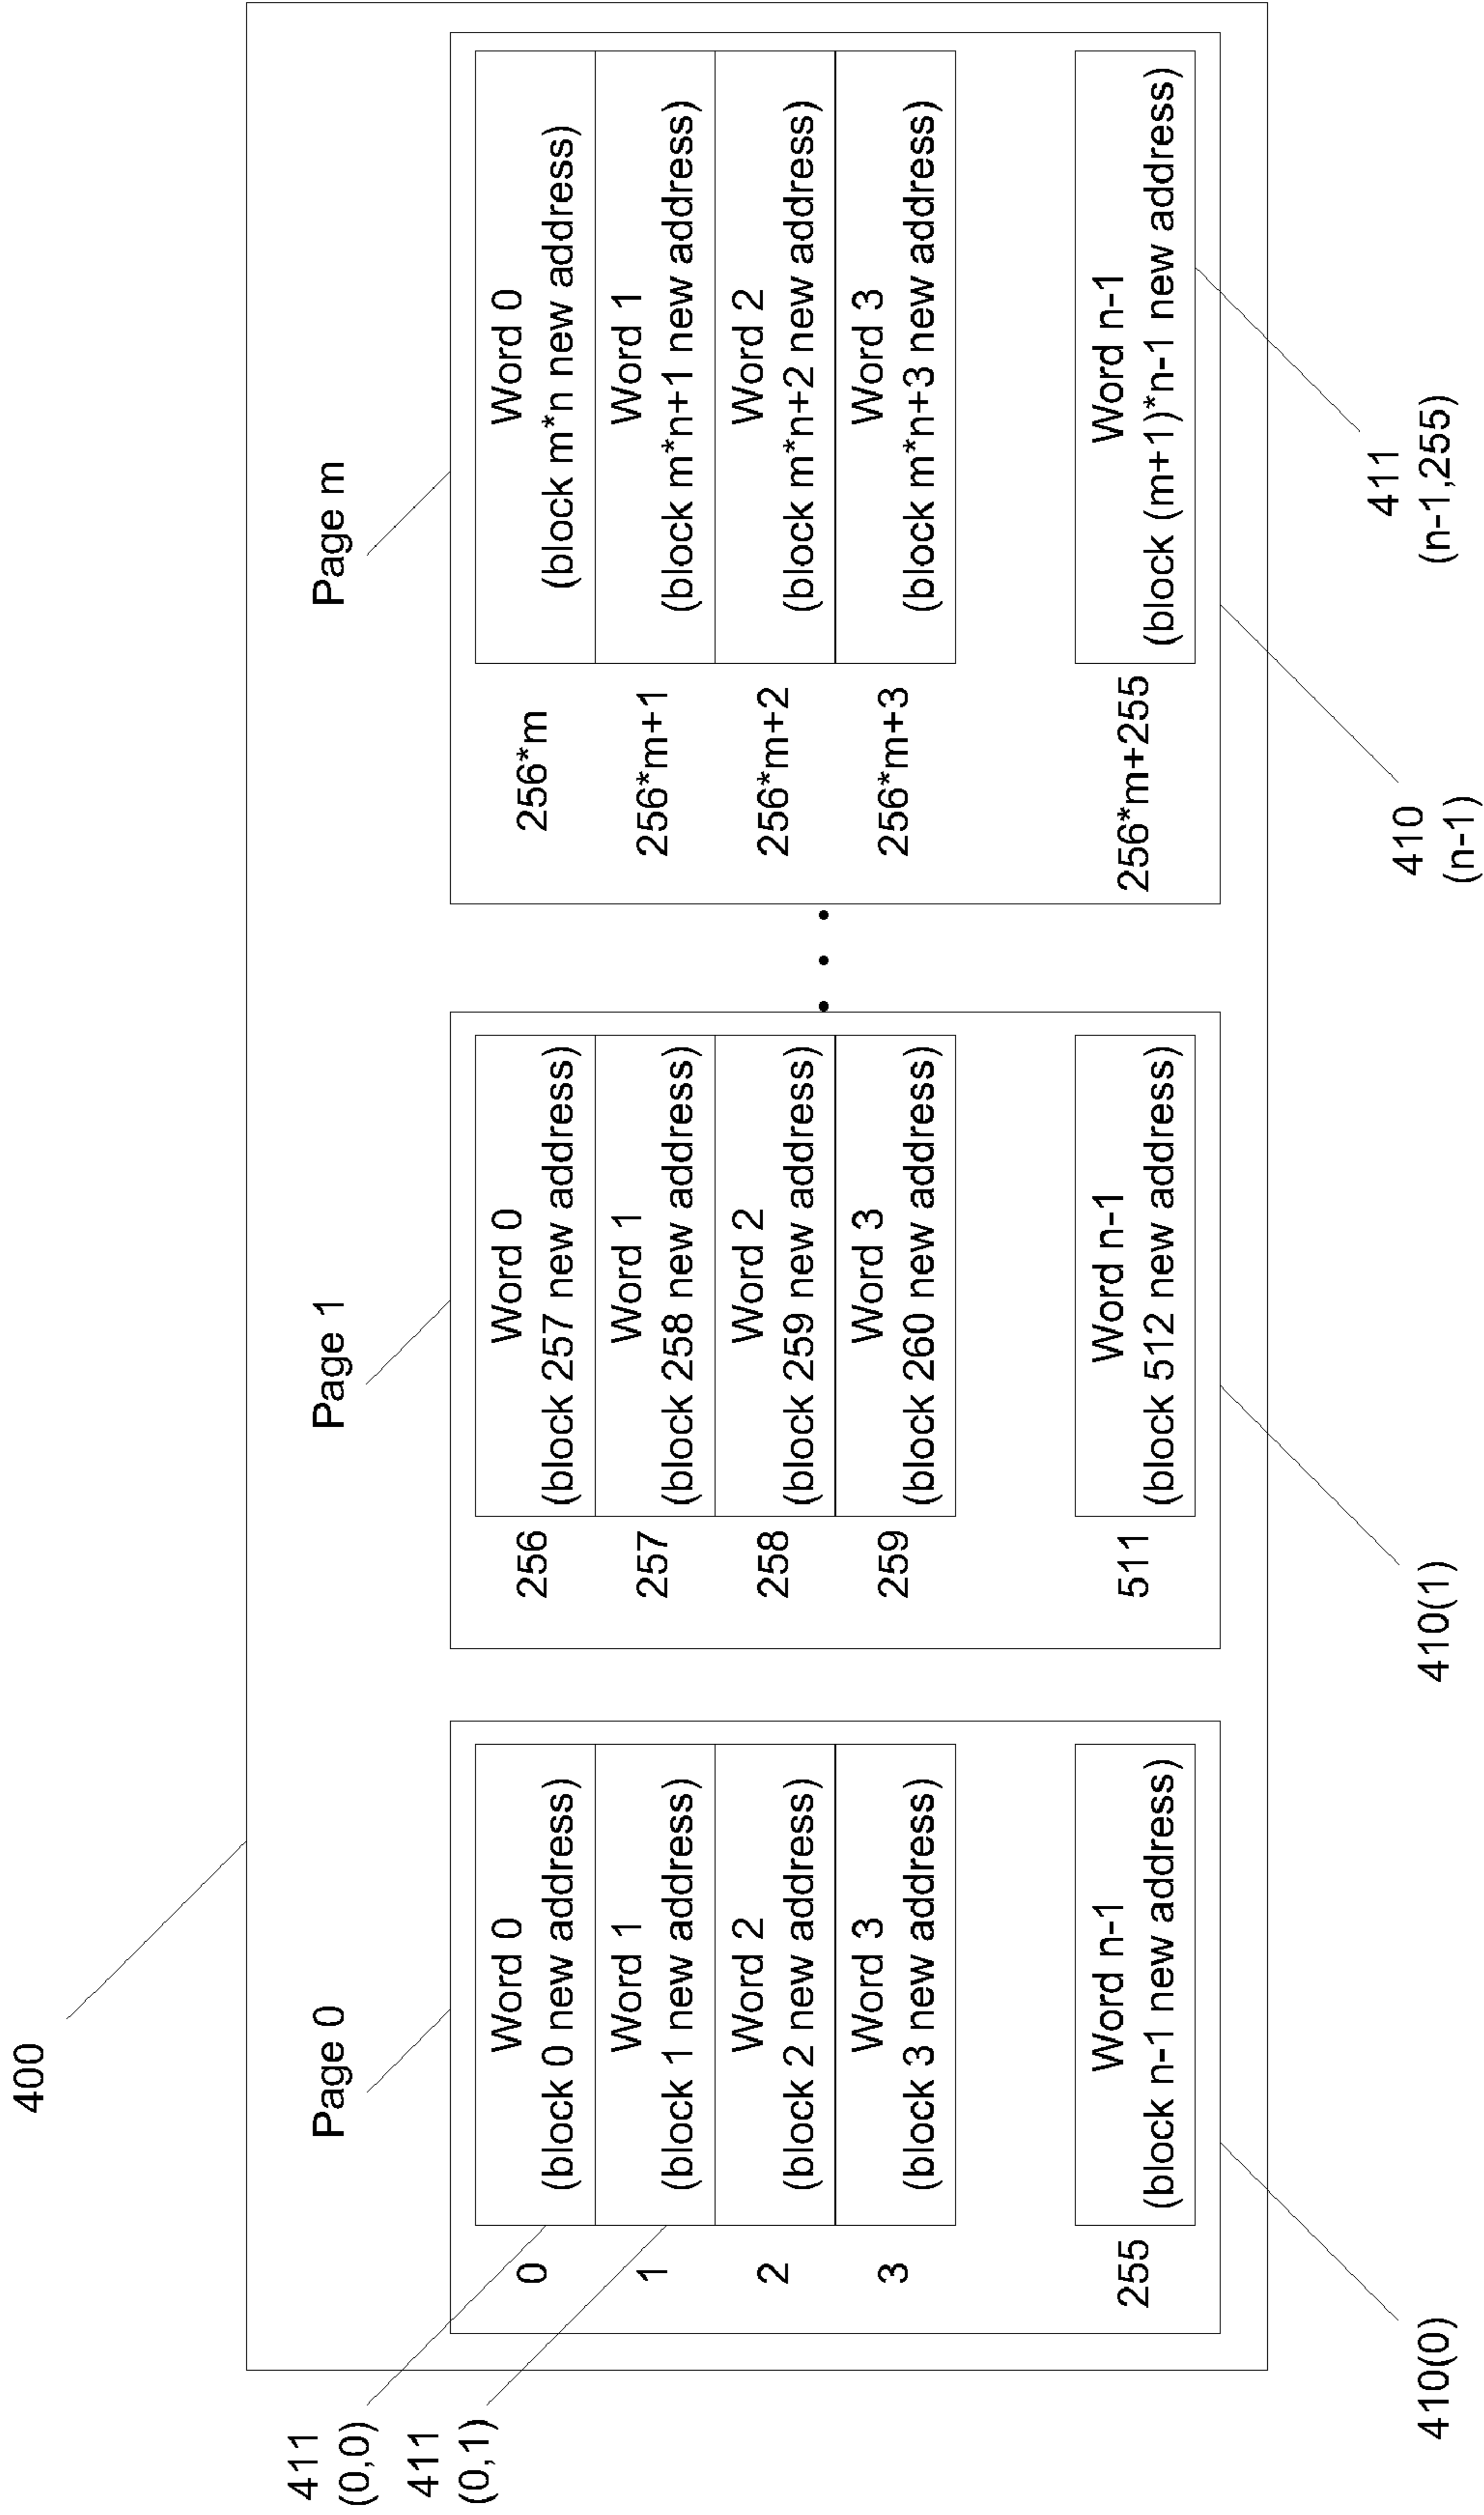 400
Page 0
411
(0,0)
411
(0,1)
0
Word 0
(block 0 new address)
1
Word 1
(block 1 new address)
2
Word 2
(block 2 new address)
3
Word 3
(block 3 new address)
255
Word n-1
(block n-1 new address)
410(0)
Page 1
256
Word 0
(block 257 new address)
257
Word 1
(block 258 new address)
258
Word 2
(block 259 new address)
259
Word 3
(block 260 new address)
511
Word n-1
(block 512 new address)
410(1)
Page m
256*m
Word 0
(block m*n new address)
256*m+1
Word 1
(block m*n+1 new address)
256*m+2
Word 2
(block m*n+2 new address)
256*m+3
Word 3
(block m*n+3 new address)
256*m+255
Word n-1
(block (m+1)*n-1 new address)
410
(n-1)
411
(n-1,255)